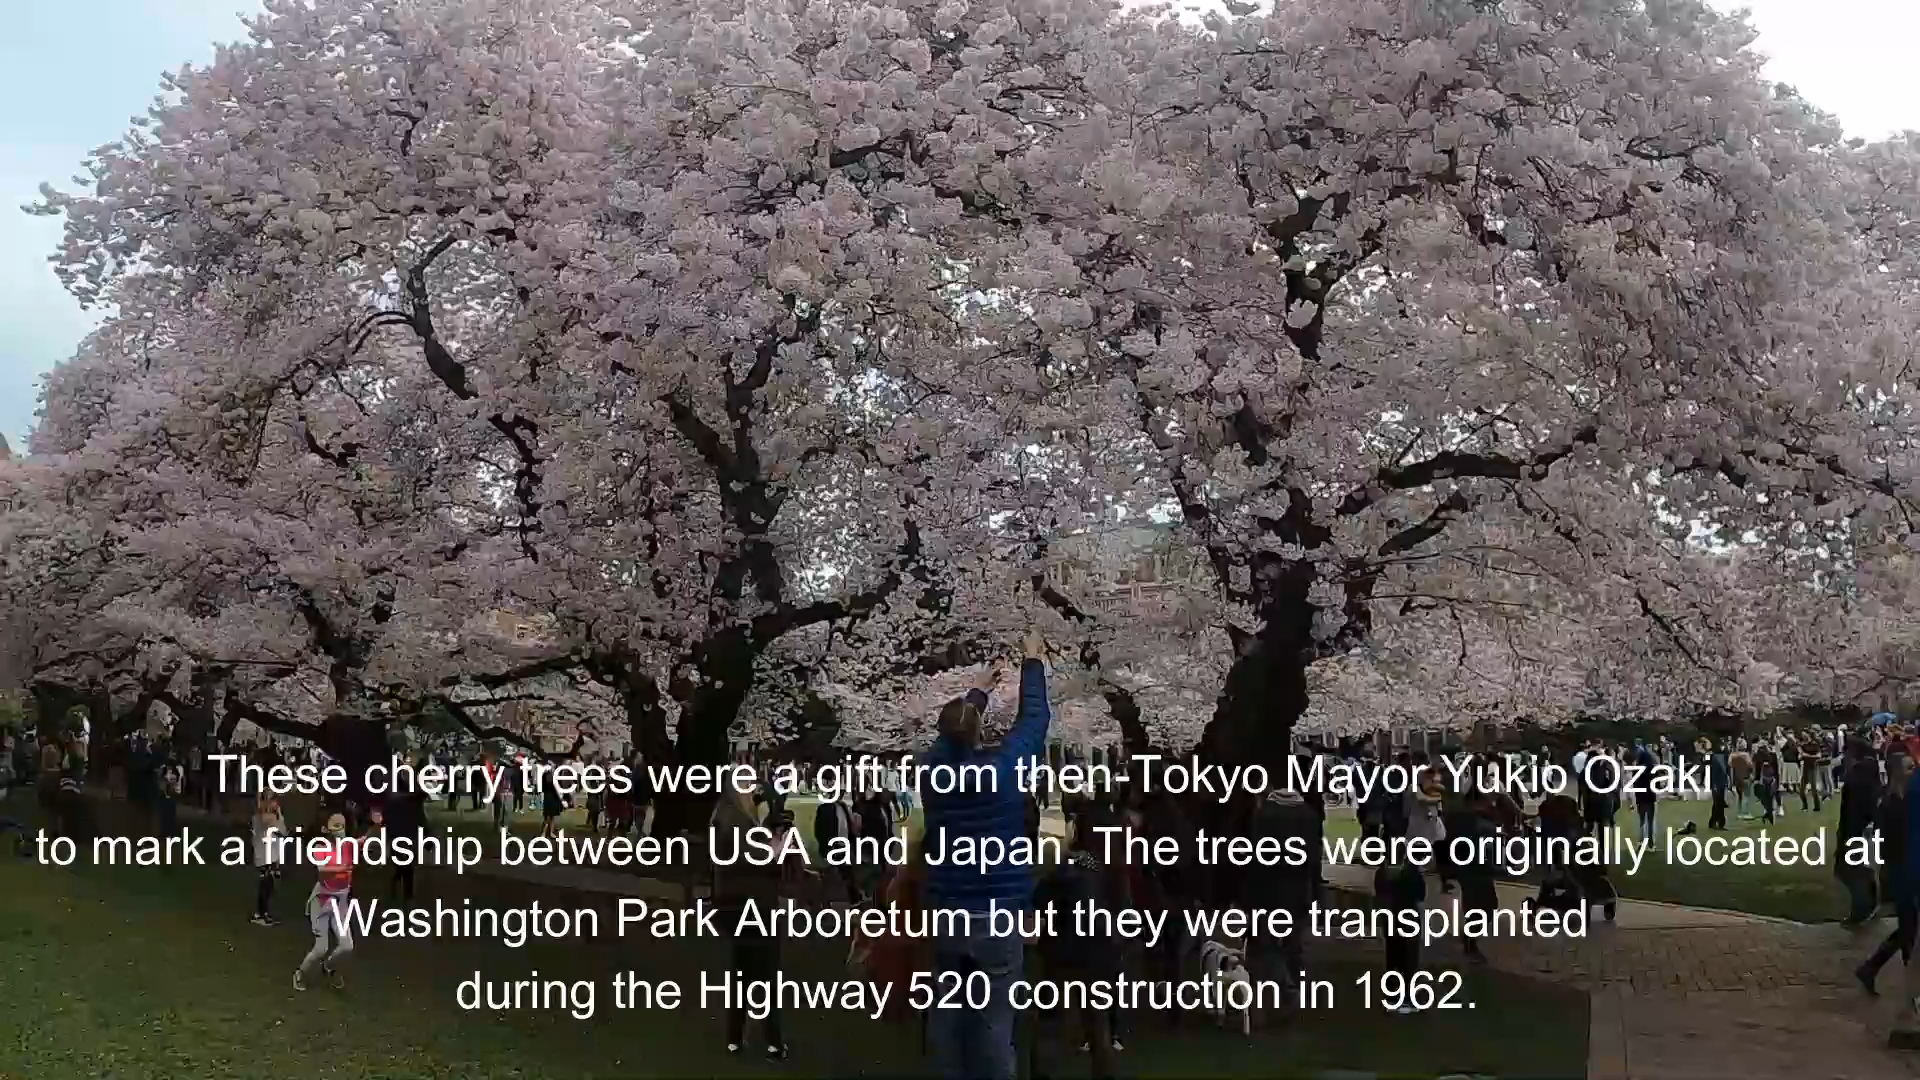 These cherry trees were a gift from then-Tokyo Mayor Yukio Ozaki
to mark a friendship between USA and Japan. The trees were originally located at
Washington Park Arboretum but they were transplanted
during the Highway 520 construction in 1962.